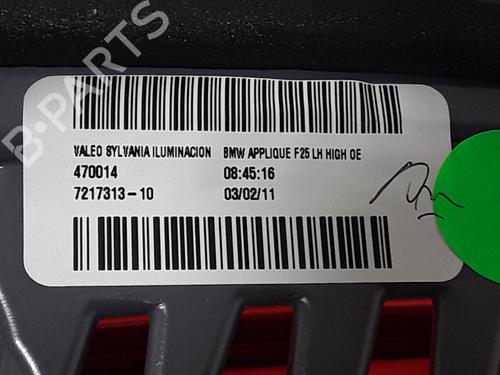 B-PARTS
VALEO SYLVANIA ILUMINACION BMW APPLIQUE F25 LH HIGH OE
470014 08:45:16
7217313-10 03/02/11